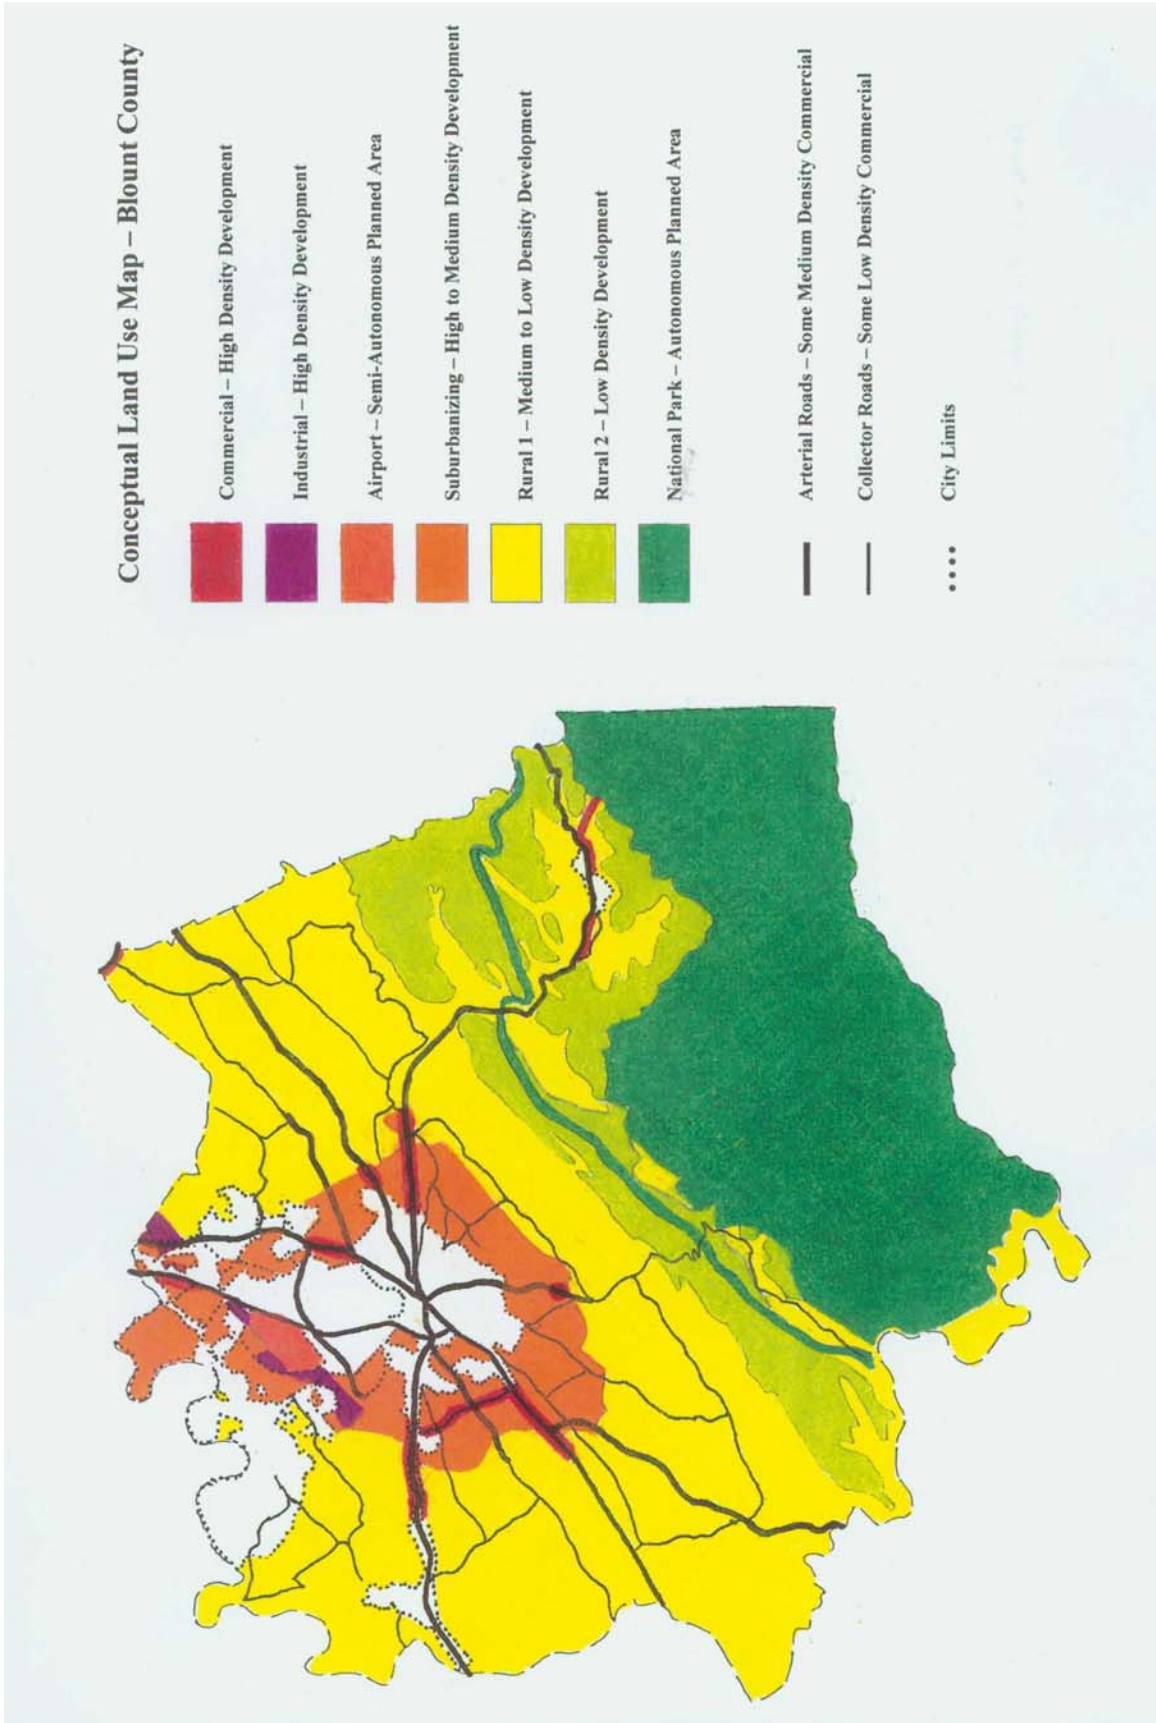 Conceptual Land Use Map – Blount County
Commercial – High Density Development
Industrial – High Density Development
Airport – Semi-Autonomous Planned Area
Suburbanizing – High to Medium Density Development
Rural 1 – Medium to Low Density Development
Rural 2 – Low Density Development
National Park – Autonomous Planned Area
Arterial Roads – Some Medium Density Commercial
Collector Roads – Some Low Density Commercial
City Limits